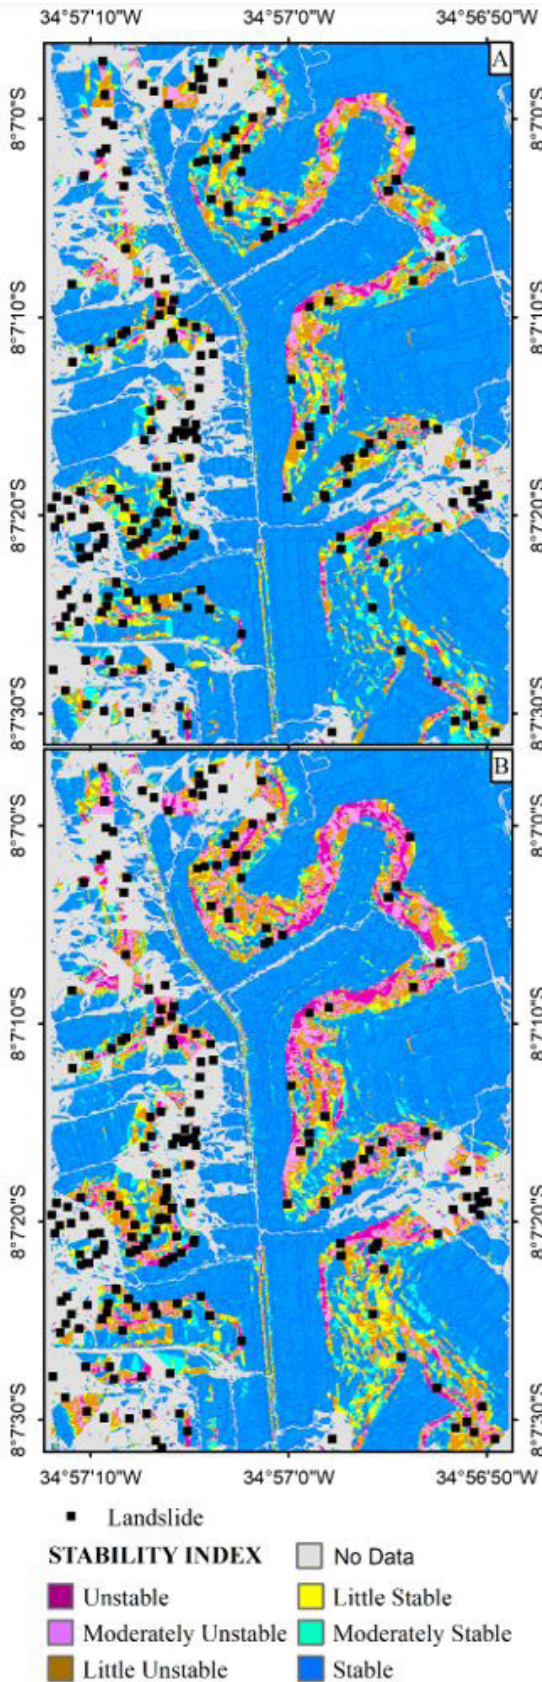 34°57'10"W 34°57'0"W 34°56'50"W
A
8°7'0"S 8°7'0"S
8°7'10"S 8°7'10"S
8°7'20"S 8°7'20"S
8°7'30"S 8°7'30"S
B
8°7'0"S 8°7'0"S
8°7'10"S 8°7'10"S
8°7'20"S 8°7'20"S
8°7'30"S 8°7'30"S
34°57'10"W 34°57'0"W 34°56'50"W
Landslide
STABILITY INDEX No Data
Unstable Little Stable
Moderately Unstable Moderately Stable
Little Unstable Stable